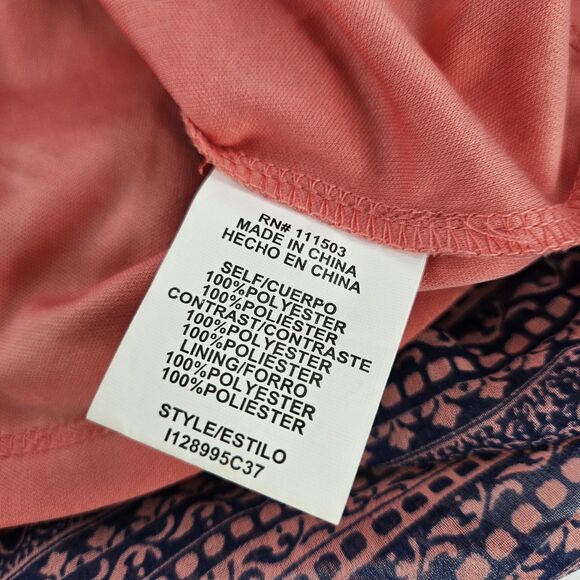 RN# 111503
MADE IN CHINA
HECHO EN CHINA
SELF/CUERPO
100%POLYESTER
100%POLIESTER
CONTRAST/CONTRASTE
100%POLYESTER
100%POLIESTER
LINING/FORRO
100%POLYESTER
100%POLIESTER
STYLE/ESTILO
I128995C37